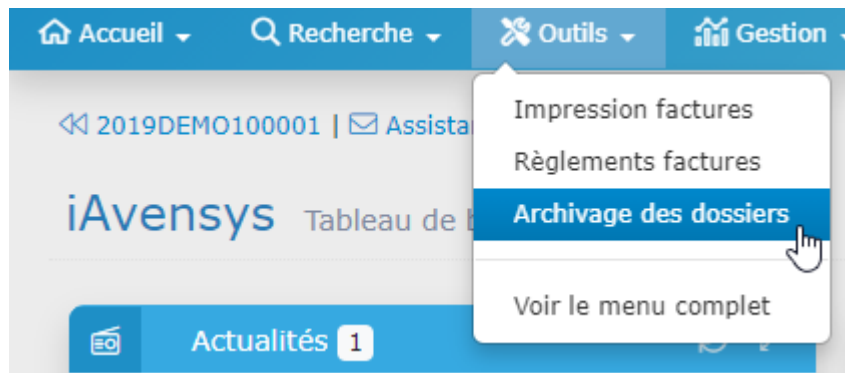 Accueil Recherche Outils Gestion
2019DEMO100001 | Assista
Impression factures
Règlements factures
Archivage des dossiers
Voir le menu complet
iAvensys Tableau de
Actualités 1